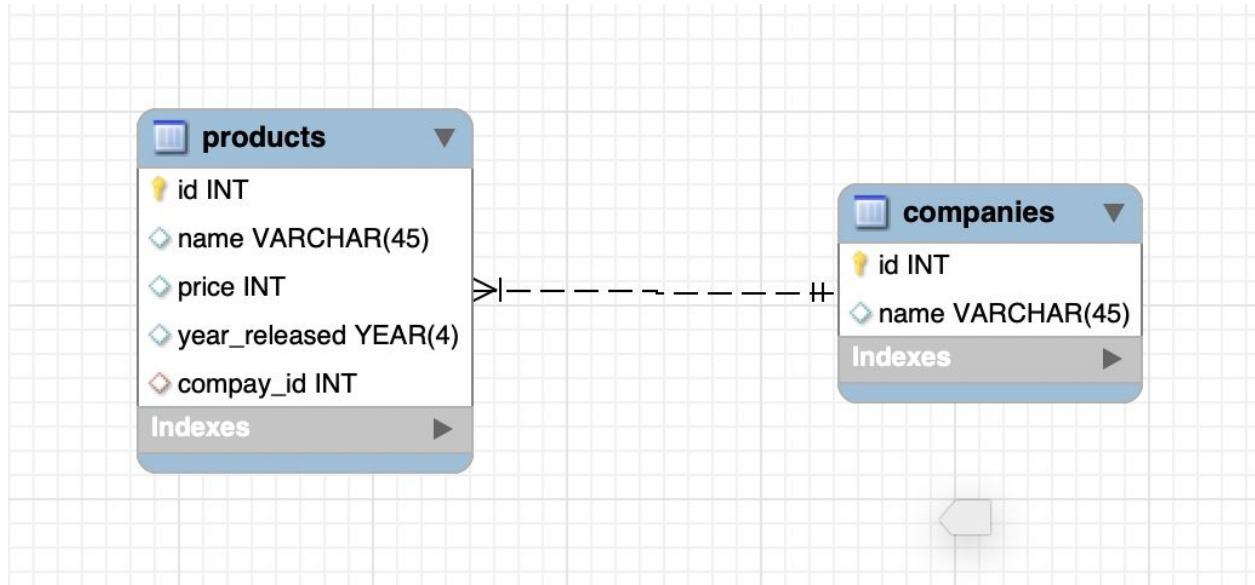 products
id INT
name VARCHAR(45)
price INT
year_released YEAR(4)
compay_id INT
Indexes
companies
id INT
name VARCHAR(45)
Indexes